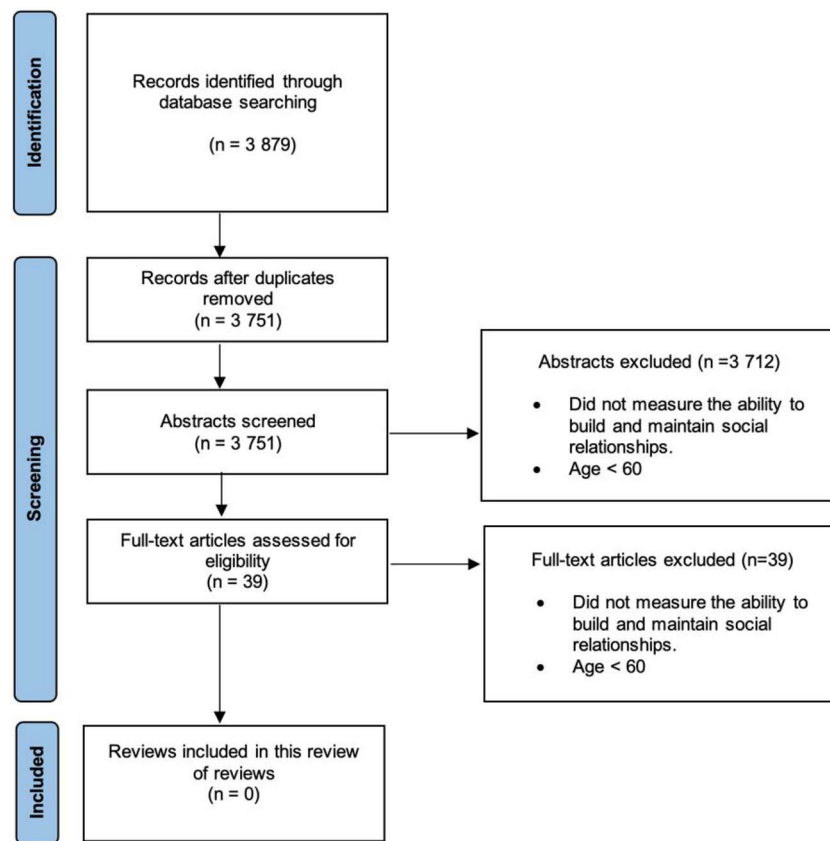 Identification
Records identified through
database searching
(n = 3 879)
Screening
Records after duplicates
removed
(n = 3 751)
Abstracts screened
(n = 3 751)
Abstracts excluded (n =3 712)
• Did not measure the ability to
build and maintain social
relationships.
• Age < 60
Full-text articles assessed for
eligibility
(n = 39)
Full-text articles excluded (n=39)
• Did not measure the ability to
build and maintain social
relationships.
• Age < 60
Included
Reviews included in this review
of reviews
(n = 0)